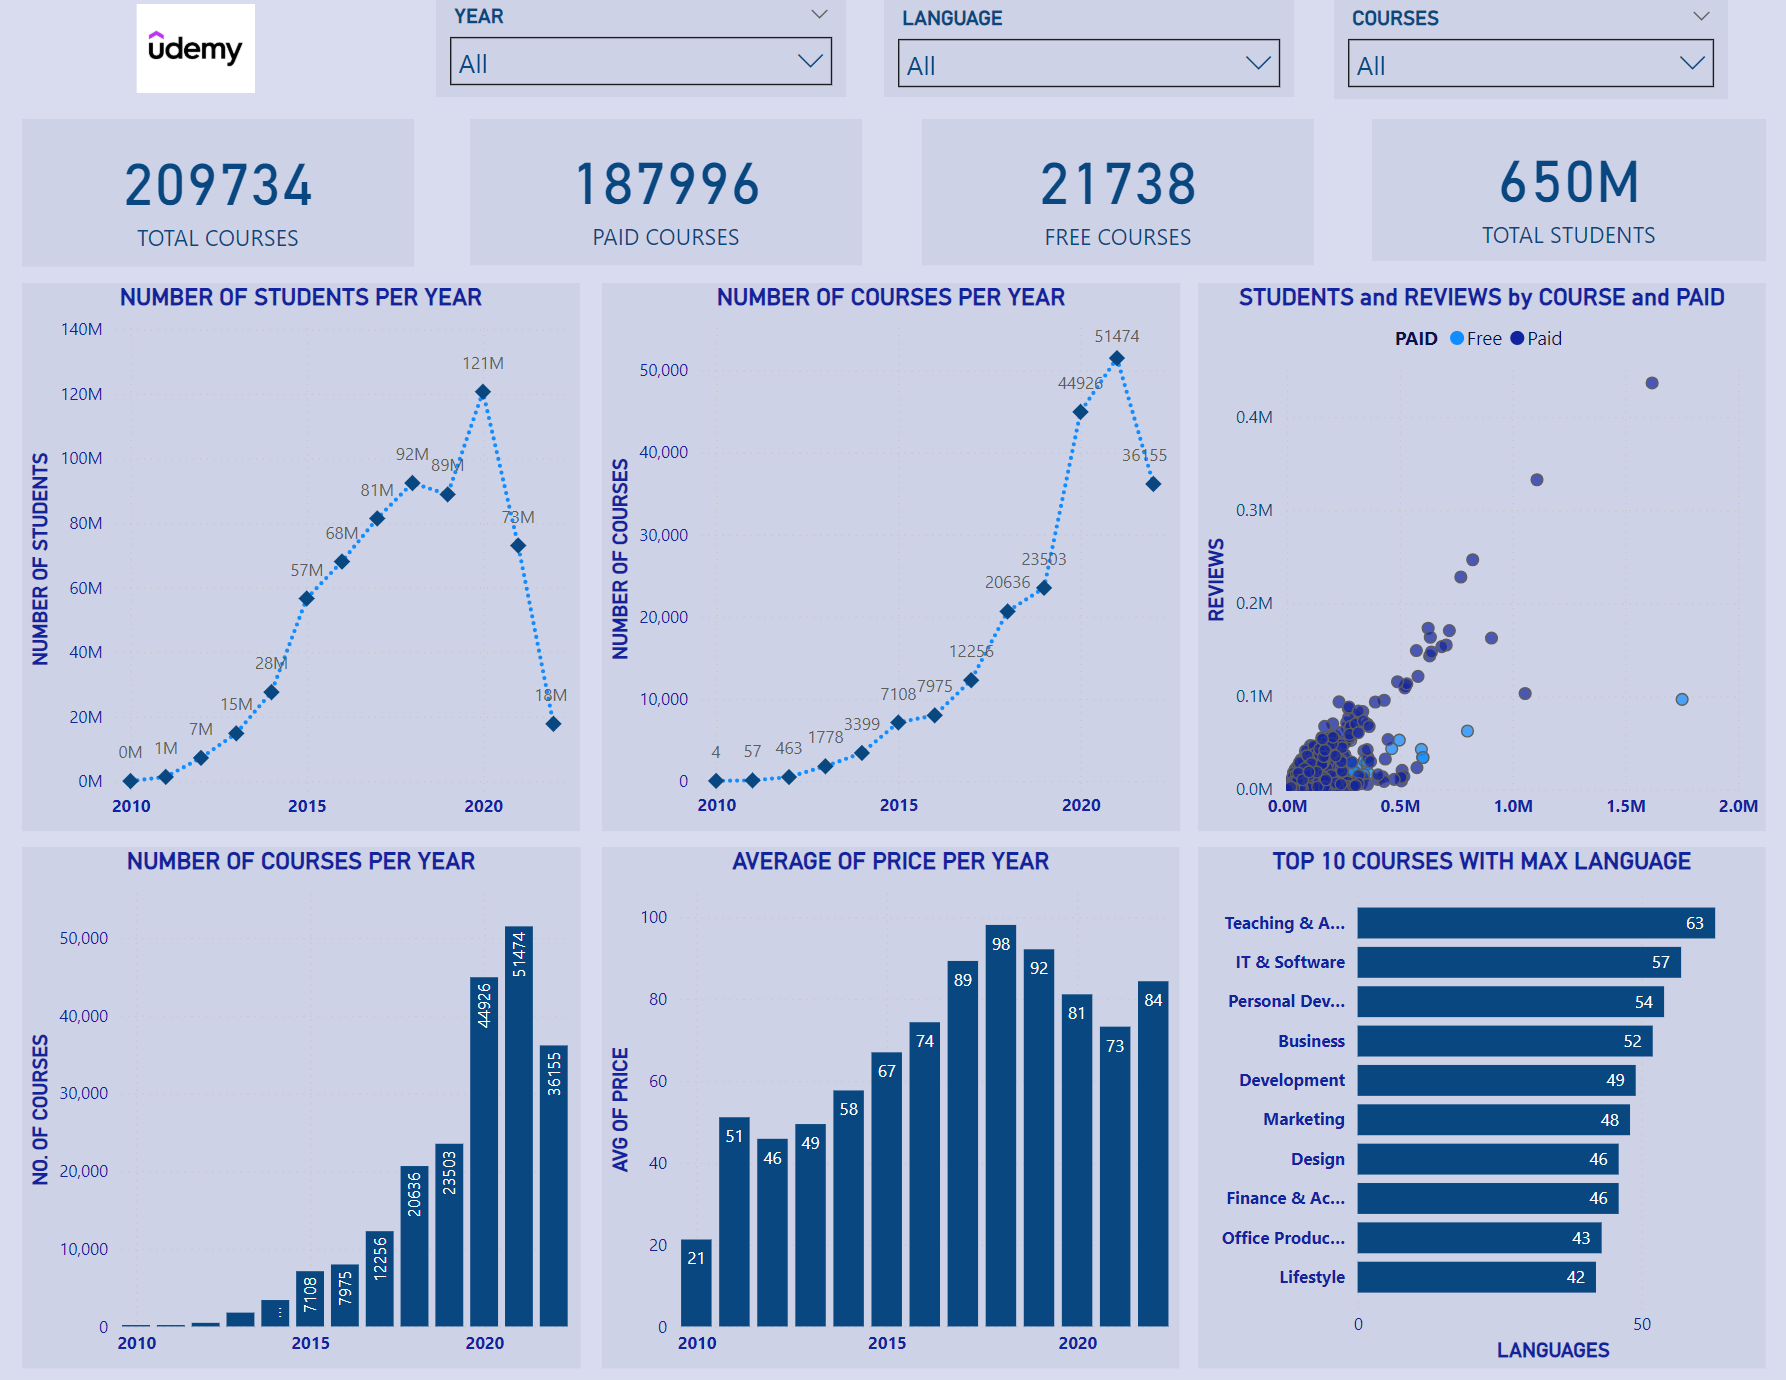 udemy
YEAR
All
LANGUAGE
All
COURSES
All
209734
TOTAL COURSES
187996
PAID COURSES
21738
FREE COURSES
650M
TOTAL STUDENTS
NUMBER OF STUDENTS PER YEAR
NUMBER OF STUDENTS
140M
120M
100M
80M
60M
40M
20M
0M
0M
1M
7M
15M
28M
57M
68M
81M
92M
89M
121M
73M
18M
2010
2015
2020
NUMBER OF COURSES PER YEAR
NUMBER OF COURSES
50,000
40,000
30,000
20,000
10,000
0
4
57
463
1778
3399
7108
7975
12256
20636
23503
44926
51474
36155
2010
2015
2020
STUDENTS and REVIEWS by COURSE and PAID
PAID
Free
Paid
REVIEWS
0.4M
0.3M
0.2M
0.1M
0.0M
0.0M
0.5M
1.0M
1.5M
2.0M
NUMBER OF COURSES PER YEAR
NO. OF COURSES
50,000
40,000
30,000
20,000
10,000
0
...
7108
7975
12256
20636
23503
44926
51474
36155
2010
2015
2020
AVERAGE OF PRICE PER YEAR
AVG OF PRICE
100
80
60
40
20
0
21
51
46
49
58
67
74
89
98
92
81
73
84
2010
2015
2020
TOP 10 COURSES WITH MAX LANGUAGE
Teaching & A... 63
IT & Software 57
Personal Dev... 54
Business 52
Development 49
Marketing 48
Design 46
Finance & Ac... 46
Office Produc... 43
Lifestyle 42
0
50
LANGUAGES